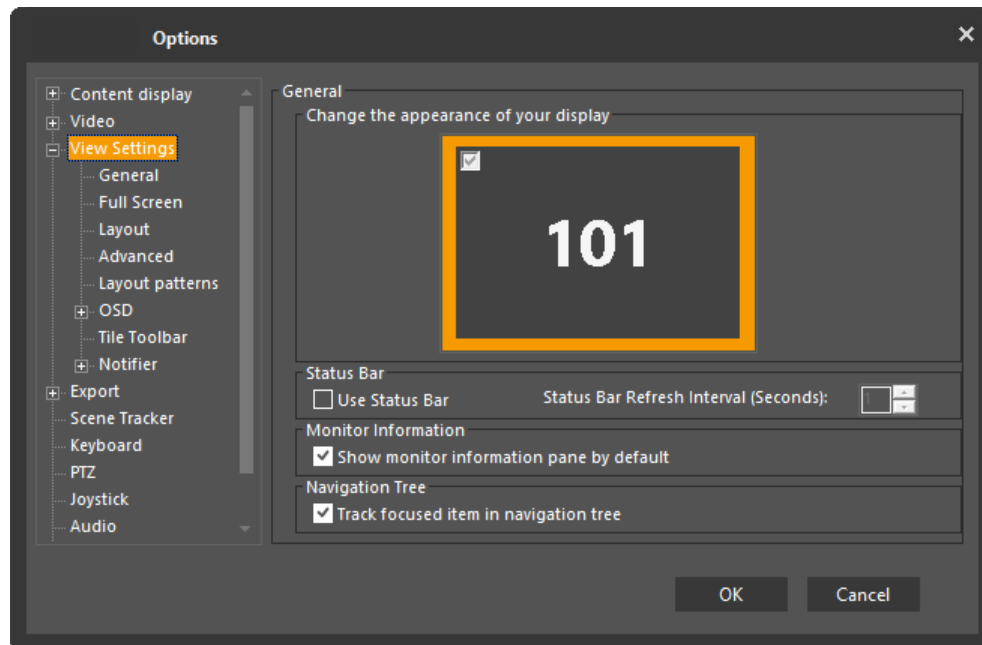 Options
Content display
Video
View Settings
General
Full Screen
Layout
Advanced
Layout patterns
OSD
Tile Toolbar
Notifier
Export
Scene Tracker
Keyboard
PTZ
Joystick
Audio
General
Change the appearance of your display
101
Status Bar
Use Status Bar
Status Bar Refresh Interval (Seconds):
1
Monitor Information
Show monitor information pane by default
Navigation Tree
Track focused item in navigation tree
OK
Cancel